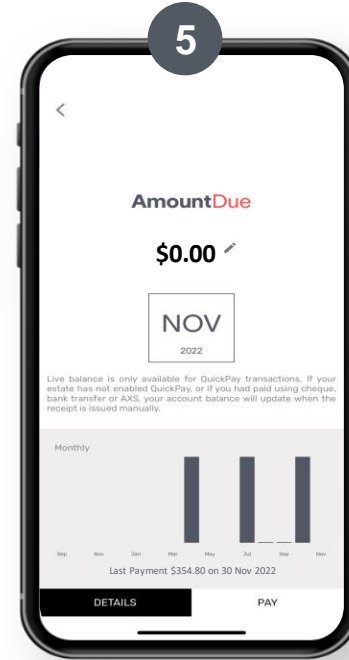 5
<
AmountDue
$0.00
NOV
2022
Live balance is only available for QuickPay transactions. If your
estate has not enabled QuickPay, or if you had paid using cheque,
bank transfer or AXS, your account balance will update when the
receipt is issued manually.
Monthly
Sep Nov Jan Mar May Jul Sep Nov
Last Payment $354.80 on 30 Nov 2022
DETAILS PAY